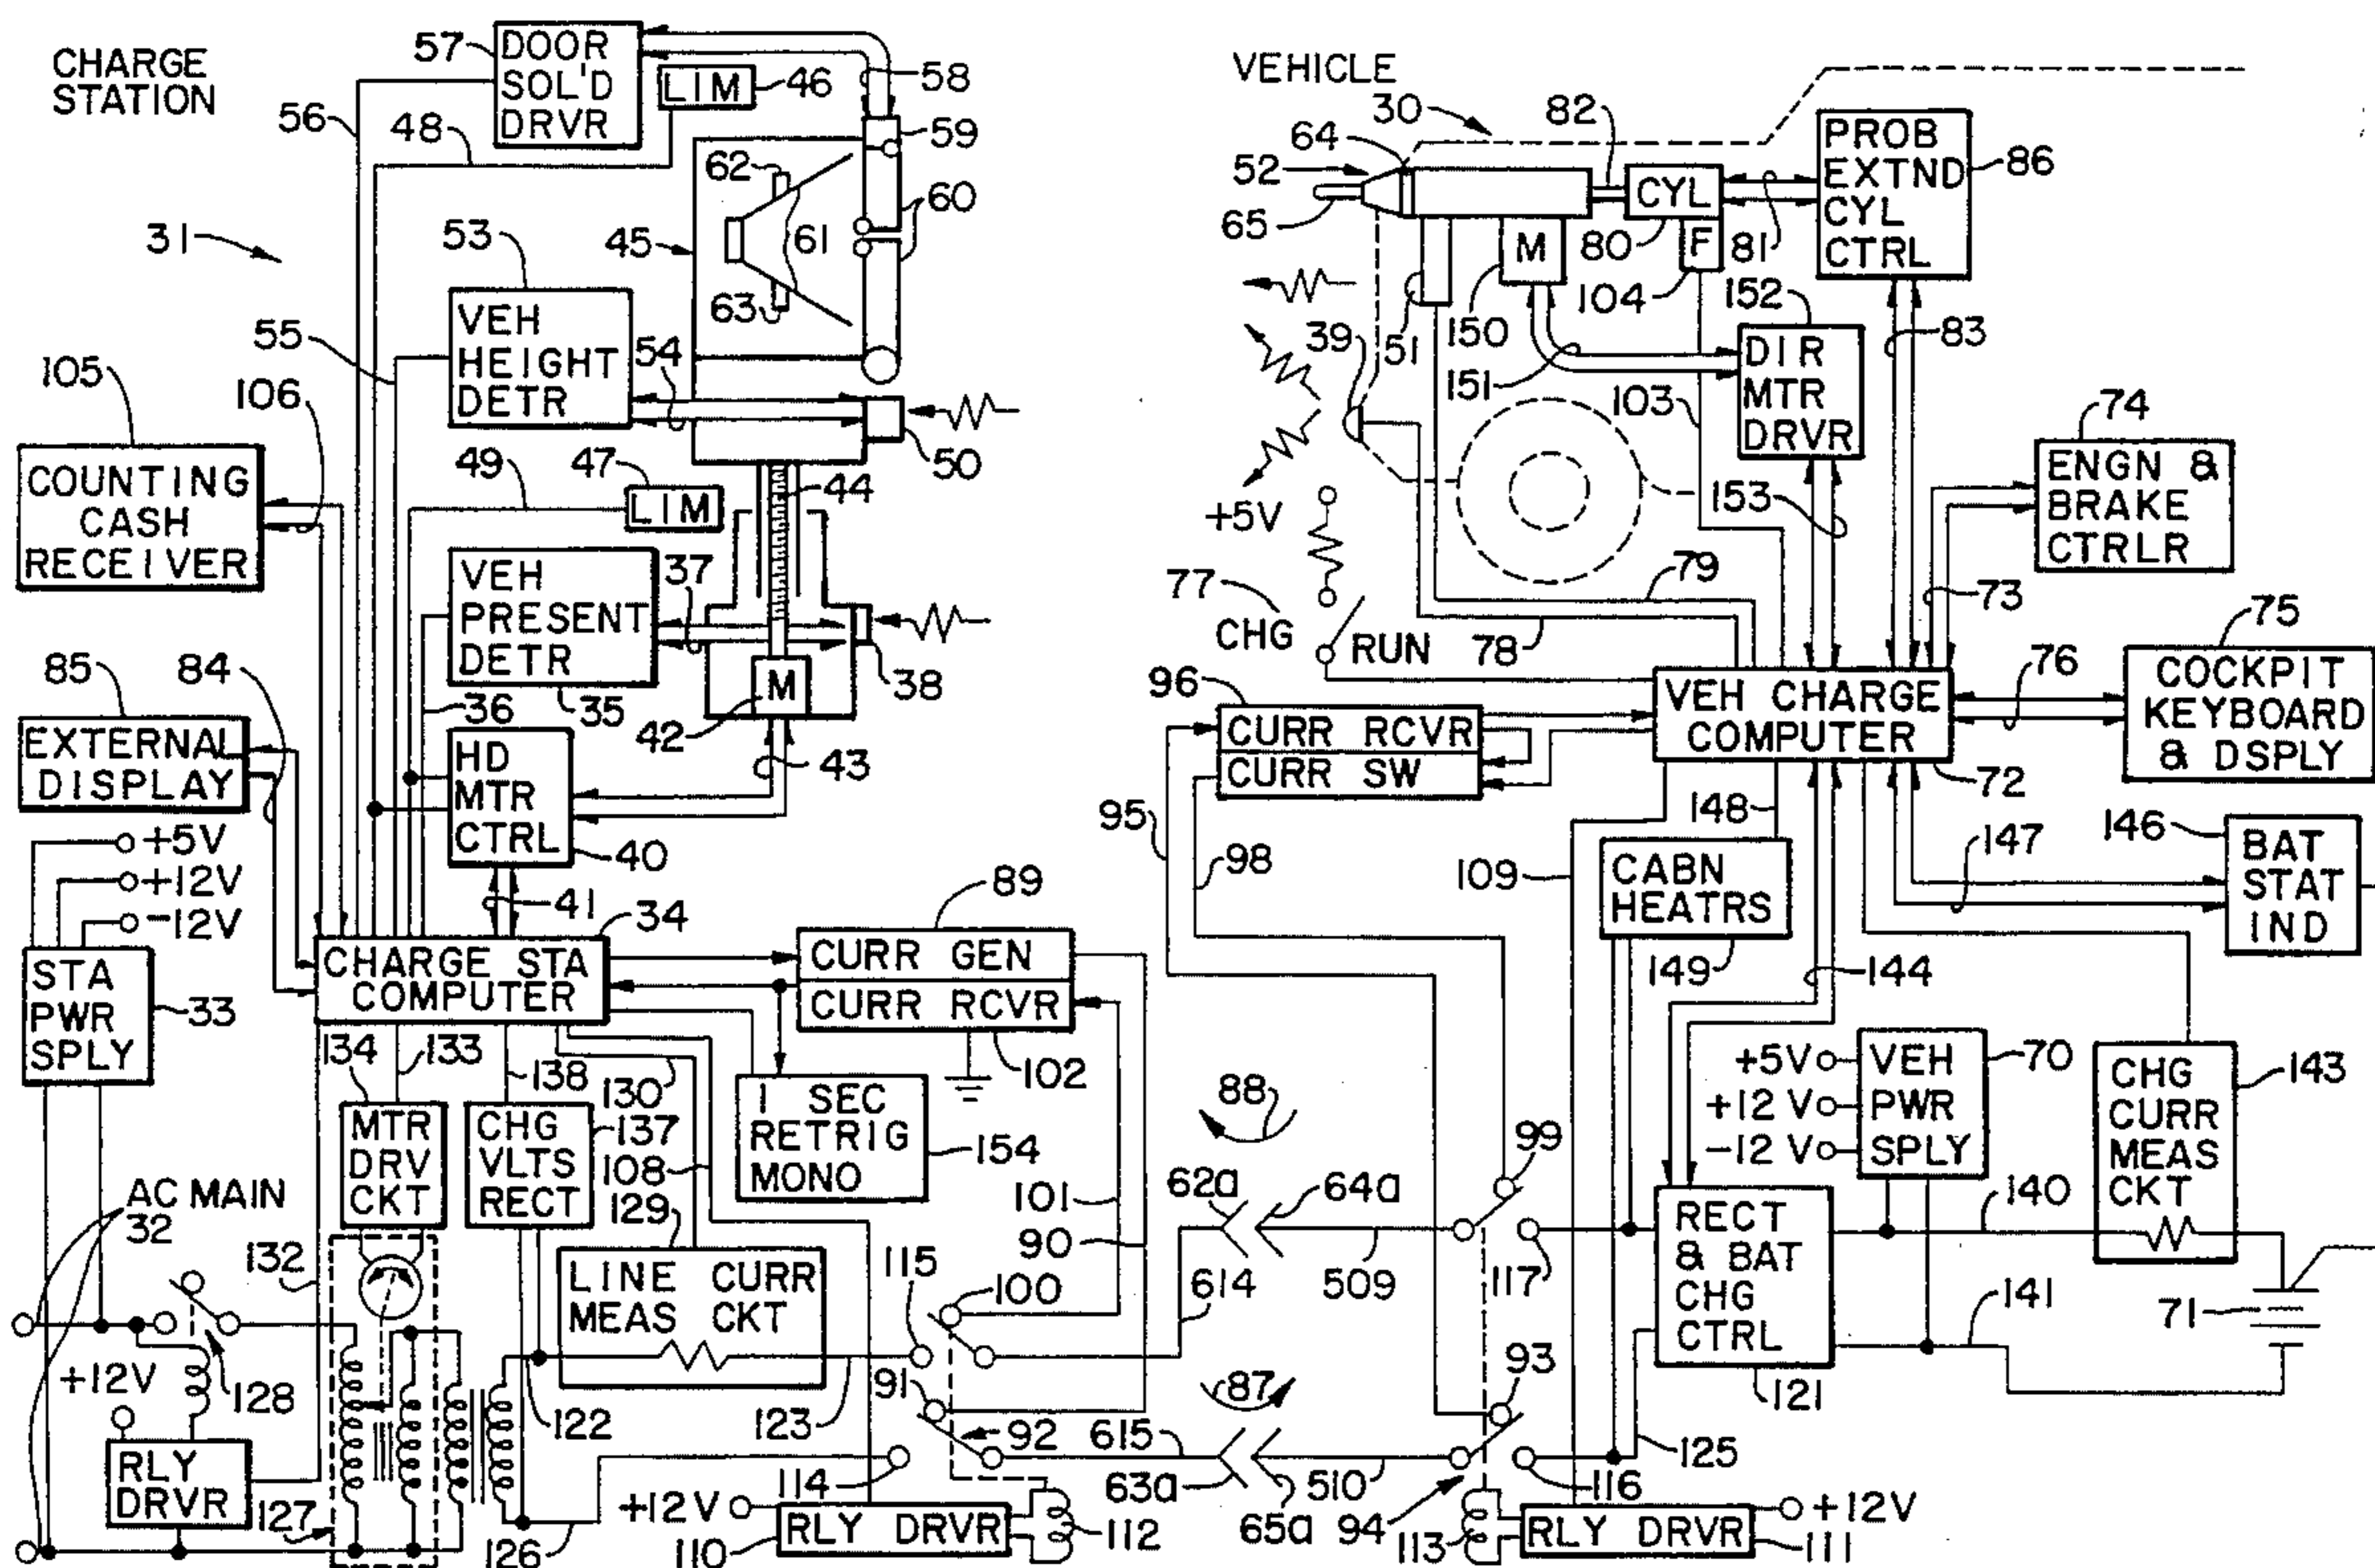 CHARGE
STATION
31
57
DOOR
SOL'D
DRVR
56
48
LIM
46
58
59
60
62
61
63
45
53
VEH
HEIGHT
DETR
54
55
50
105
106
COUNTING
CASH
RECEIVER
49
47
LIM
44
VEH
PRESENT
DETR
37
38
35
36
M
42
43
85
84
EXTERNAL
DISPLAY
HD
MTR
CTRL
40
41
34
+5V
+12V
-12V
STA
PWR
SPLY
33
CHARGE STA
COMPUTER
89
CURR GEN
CURR RCVR
102
134
133
138
130
MTR
DRV
CKT
CHG
VLTS
RECT
137
108
129
1 SEC
RETRIG
MONO
154
101
90
AC MAIN
32
132
LINE CURR
MEAS CKT
115
100
614
+12V
128
122
123
91
92
RLY
DRVR
127
126
114
+12V
110
RLY DRVR
112
VEHICLE
30
64
52
65
82
CYL
80
81
PROB
EXTND
CYL
CTRL
86
F
104
M
150
51
39
151
152
DIR
MTR
DRVR
83
103
153
74
ENGN &
BRAKE
CTRLR
73
+5V
77
CHG
RUN
79
78
75
COCKPIT
KEYBOARD
& DSPLY
76
96
CURR RCVR
CURR SW
VEH CHARGE
COMPUTER
72
95
98
109
148
CABN
HEATRS
149
146
147
BAT
STAT
IND
144
+5V
+12 V
-12 V
VEH
PWR
SPLY
70
CHG
CURR
MEAS
CKT
143
88
62a
64a
99
509
117
RECT
& BAT
CHG
CTRL
121
140
141
71
87
93
615
63a
65a
510
94
116
125
113
RLY DRVR
+12V
111